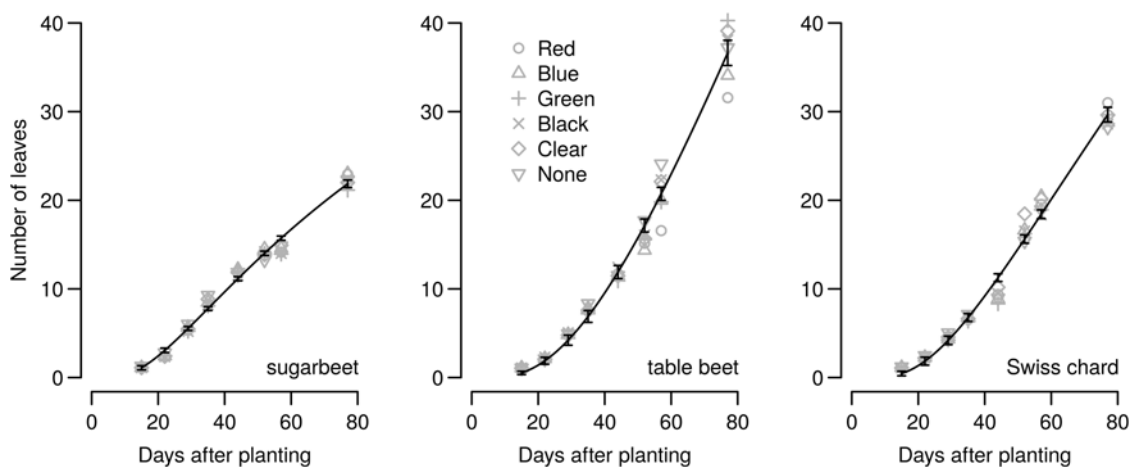 Number of leaves
40
30
20
10
0
0 20 40 60 80
Days after planting
sugarbeet
40
30
20
10
0
0 20 40 60 80
Days after planting
Red
Blue
Green
Black
Clear
None
table beet
40
30
20
10
0
0 20 40 60 80
Days after planting
Swiss chard